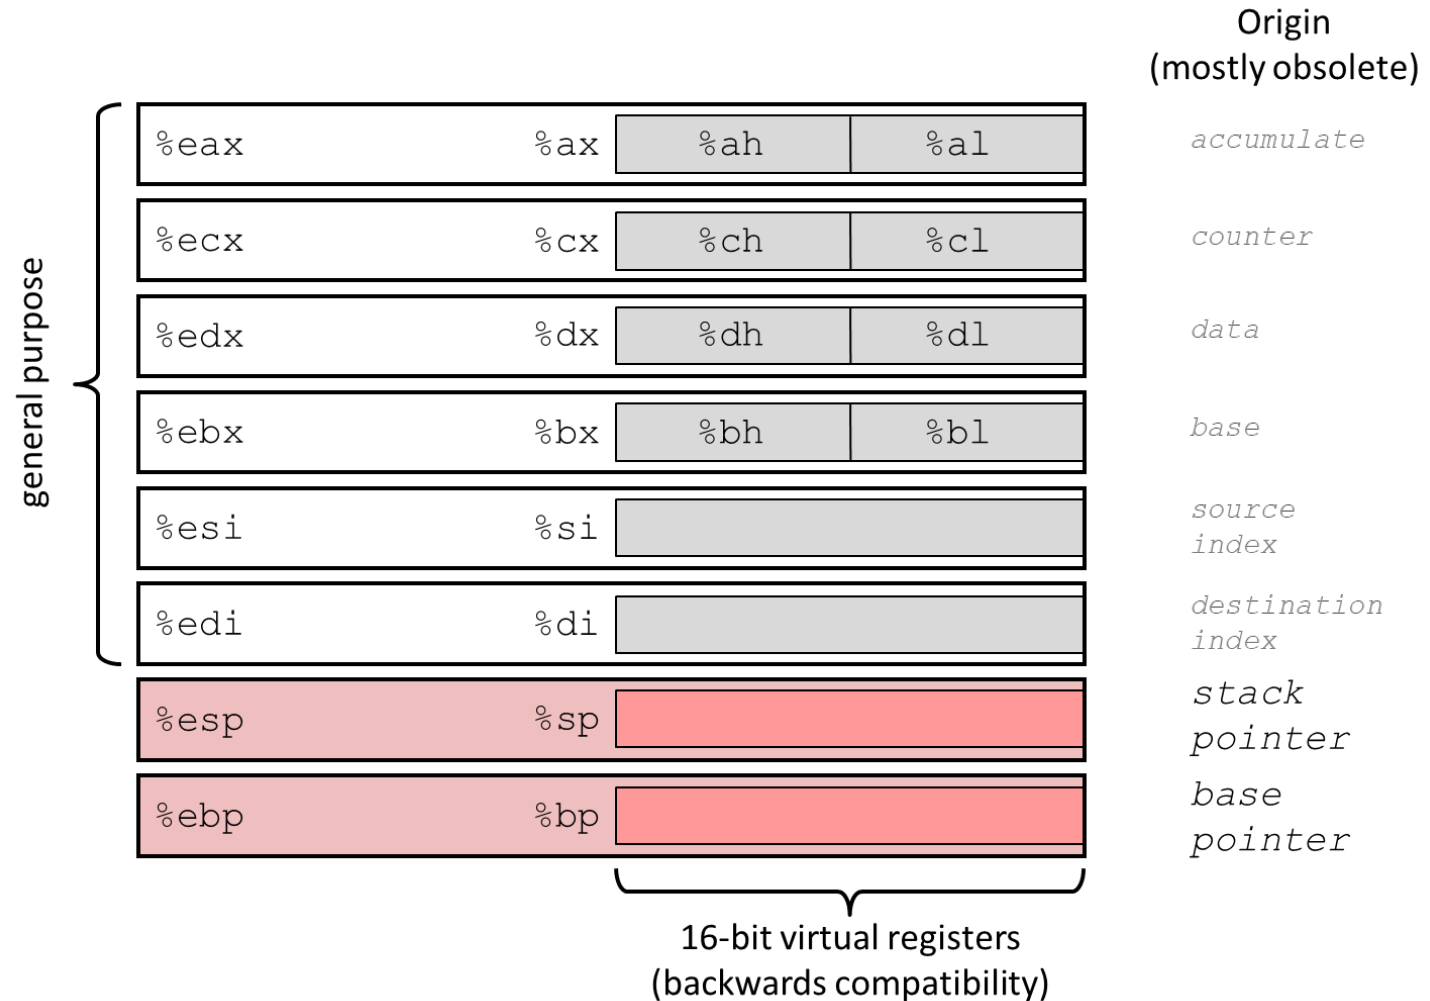 Origin
(mostly obsolete)
general purpose
%eax %ax %ah %al accumulate
%ecx %cx %ch %cl counter
%edx %dx %dh %dl data
%ebx %bx %bh %bl base
%esi %si source
index
%edi %di destination
index
%esp %sp stack
pointer
%ebp %bp base
pointer
16-bit virtual registers
(backwards compatibility)